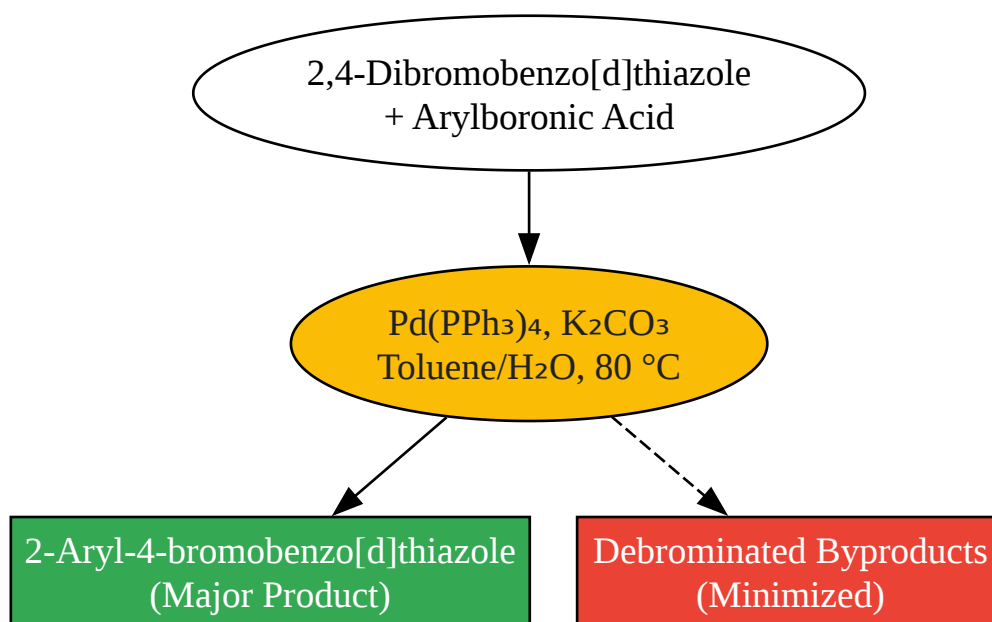 2,4-Dibromobenzo[d]thiazole
+ Arylboronic Acid
Pd(PPh₃)₄, K₂CO₃
Toluene/H₂O, 80 °C
2-Aryl-4-bromobenzo[d]thiazole
(Major Product)
Debrominated Byproducts
(Minimized)